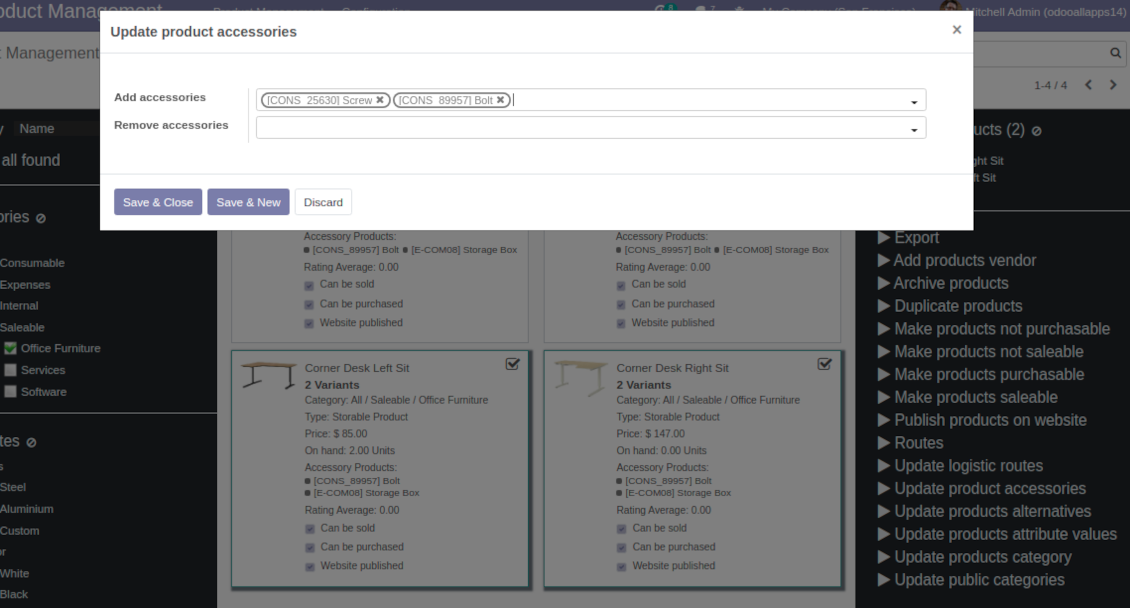 oduct Management
Mitchell Admin (odooallapps14)
Update product accessories
×
t Management
1-4 / 4
Add accessories
[CONS_25630] Screw ✖ [CONS_89957] Bolt ✖
Remove accessories
y Name
all found
Save & Close Save & New Discard
ories
Consumable
Expenses
Internal
Saleable
Office Furniture
Services
Software
tes
s
Steel
Aluminium
Custom
or
White
Black
Accessory Products:
[CONS_89957] Bolt [E-COM08] Storage Box
Rating Average: 0.00
Can be sold
Can be purchased
Website published
Accessory Products:
[CONS_89957] Bolt [E-COM08] Storage Box
Rating Average: 0.00
Can be sold
Can be purchased
Website published
Corner Desk Left Sit
2 Variants
Category: All / Saleable / Office Furniture
Type: Storable Product
Price: $ 85.00
On hand: 2.00 Units
Accessory Products:
[CONS_89957] Bolt
[E-COM08] Storage Box
Rating Average: 0.00
Can be sold
Can be purchased
Website published
Corner Desk Right Sit
2 Variants
Category: All / Saleable / Office Furniture
Type: Storable Product
Price: $ 147.00
On hand: 0.00 Units
Accessory Products:
[CONS_89957] Bolt
[E-COM08] Storage Box
Rating Average: 0.00
Can be sold
Can be purchased
Website published
ucts (2)
ght Sit
ft Sit
Export
Add products vendor
Archive products
Duplicate products
Make products not purchasable
Make products not saleable
Make products purchasable
Make products saleable
Publish products on website
Routes
Update logistic routes
Update product accessories
Update products alternatives
Update products attribute values
Update products category
Update public categories